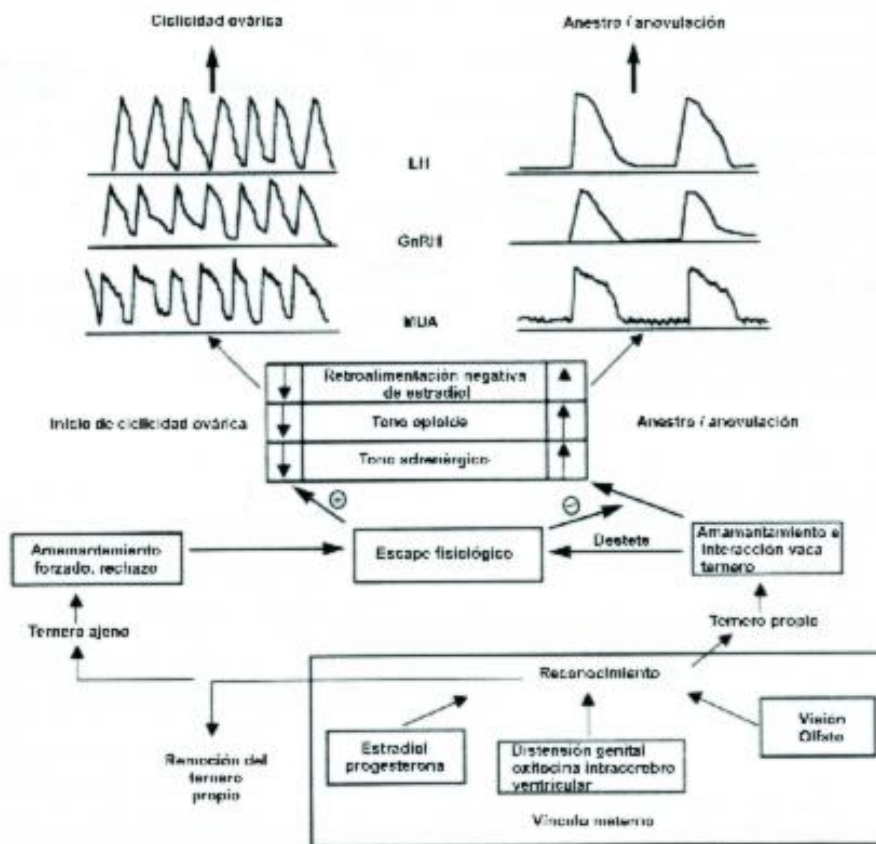 Ciclicidad ovárica
Anestro / anovulación
LH
GnRH
MUA
Retroalimentación negativa
de estradiol
Tono opioide
Tono adrenérgico
Inicio de ciclicidad ovárica
Anestro / anovulación
+
−
Amamantamiento
forzado, rechazo
Escape fisiológico
Destete
Amamantamiento e
interacción vaca
ternero
Ternero ajeno
Ternero propio
Reconocimiento
Remoción del
ternero
propio
Estradiol
progesterona
Distensión genital
oxitocina intracerebro
ventricular
Visión
Olfato
Vínculo materno